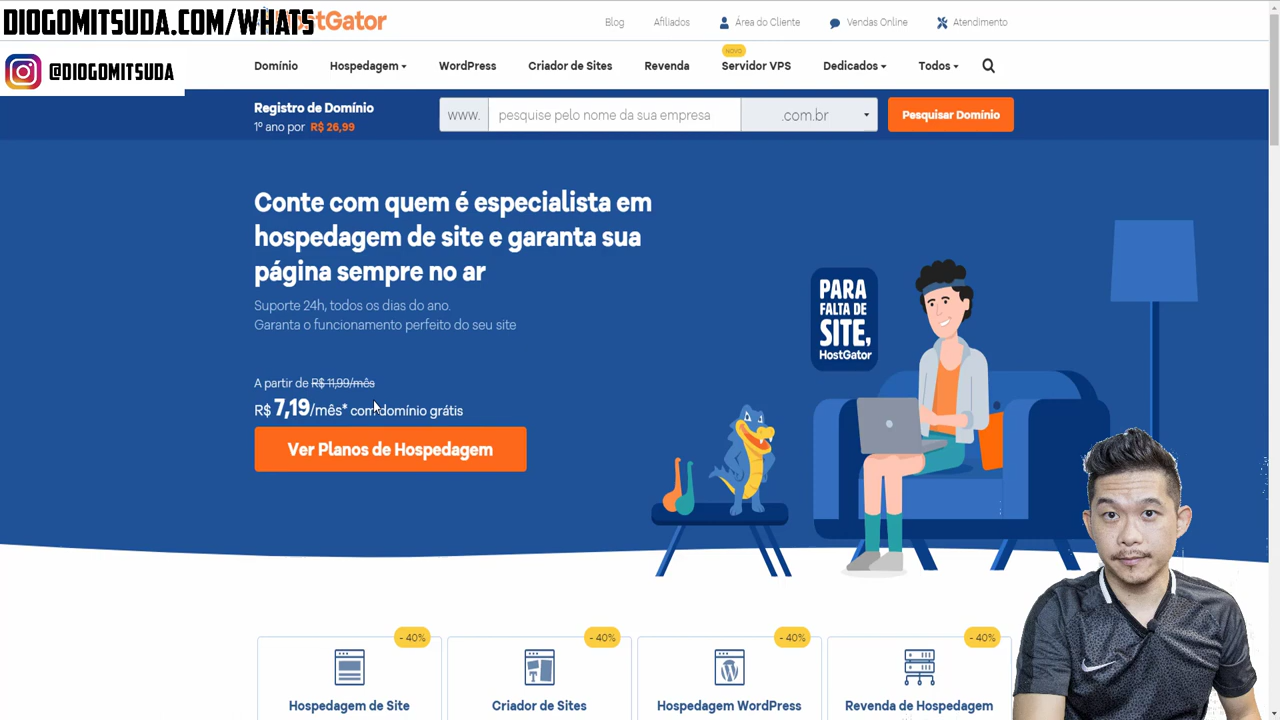 DIOGOMITSUDA.COM/WHATS
@DIOGOMITSUDA
HostGator
Blog Afiliados Área do Cliente Vendas Online Atendimento
NOVO
Domínio Hospedagem WordPress Criador de Sites Revenda Servidor VPS Dedicados Todos
Registro de Domínio
1º ano por R$ 26,99
www. pesquise pelo nome da sua empresa .com.br Pesquisar Domínio
Conte com quem é especialista em
hospedagem de site e garanta sua
página sempre no ar
Suporte 24h, todos os dias do ano.
Garanta o funcionamento perfeito do seu site
A partir de R$ 11,99/mês
R$ 7,19/mês* com domínio grátis
Ver Planos de Hospedagem
PARA
FALTA DE
SITE,
HostGator
- 40% - 40% - 40% - 40%
Hospedagem de Site Criador de Sites Hospedagem WordPress Revenda de Hospedagem